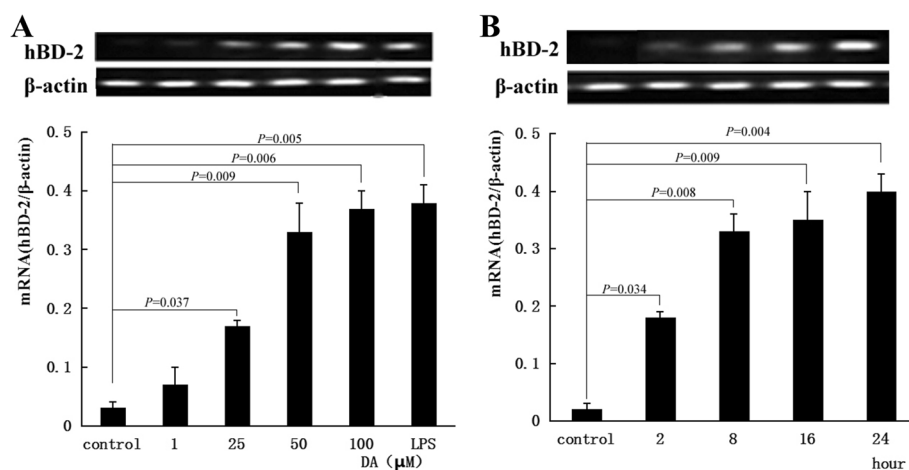 A
hBD-2
β-actin
mRNA(hBD-2/β-actin)
0.5
0.4
0.3
0.2
0.1
0
P=0.005
P=0.006
P=0.009
P=0.037
control 1 25 50 100 LPS
DA (μM)
B
hBD-2
β-actin
mRNA(hBD-2/β-actin)
0.5
0.4
0.3
0.2
0.1
0
P=0.004
P=0.009
P=0.008
P=0.034
control 2 8 16 24
hour